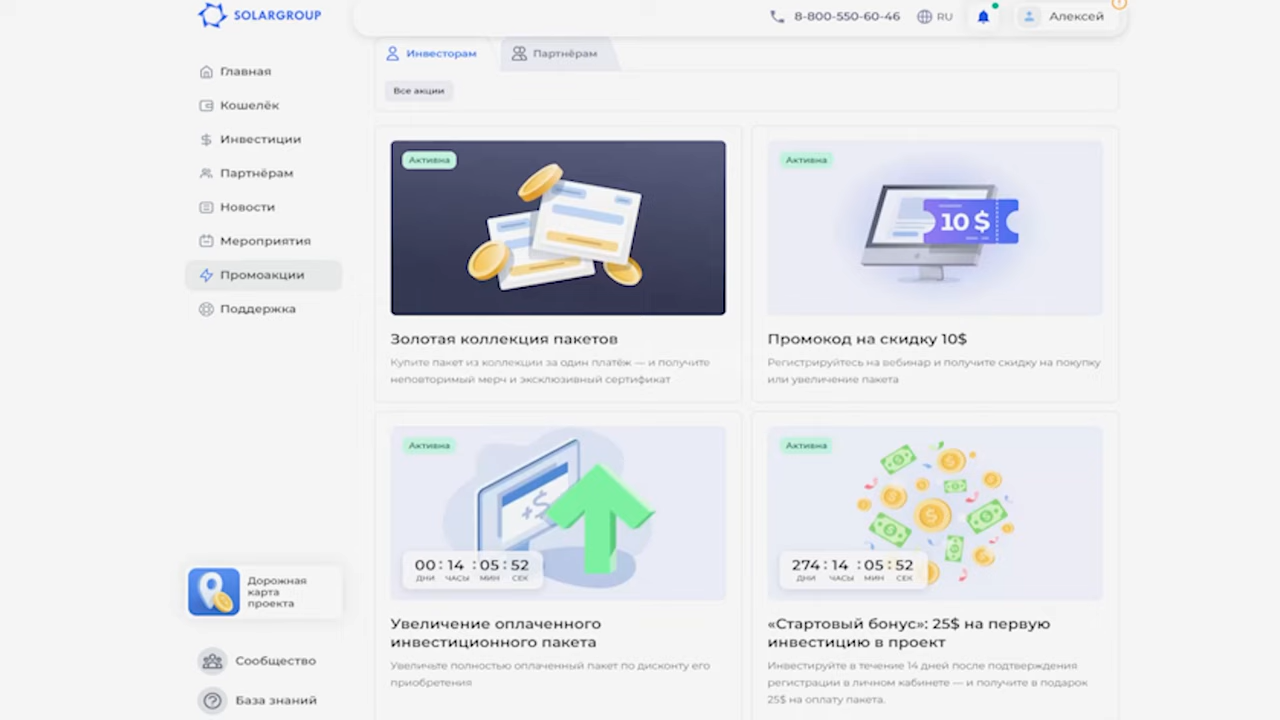 SOLARGROUP
8-800-550-60-46
RU
Алексей
Главная
Кошелёк
Инвестиции
Партнёрам
Новости
Мероприятия
Промоакции
Поддержка
Дорожная
карта
проекта
Сообщество
База знаний
Инвесторам
Партнёрам
Все акции
Активна
Золотая коллекция пакетов
Купите пакет из коллекции за один платёж — и получите
неповторимый мерч и эксклюзивный сертификат
Активна
10 $
Промокод на скидку 10$
Регистрируйтесь на вебинар и получите скидку на покупку
или увеличение пакета
Активна
00 : 14 : 05 : 52
ДНИ ЧАСЫ МИН СЕК
Увеличение оплаченного
инвестиционного пакета
Увеличьте полностью оплаченный пакет по дисконту его
приобретения
Активна
274 : 14 : 05 : 52
ДНИ ЧАСЫ МИН СЕК
«Стартовый бонус»: 25$ на первую
инвестицию в проект
Инвестируйте в течение 14 дней после подтверждения
регистрации в личном кабинете — и получите в подарок
25$ на оплату пакета.